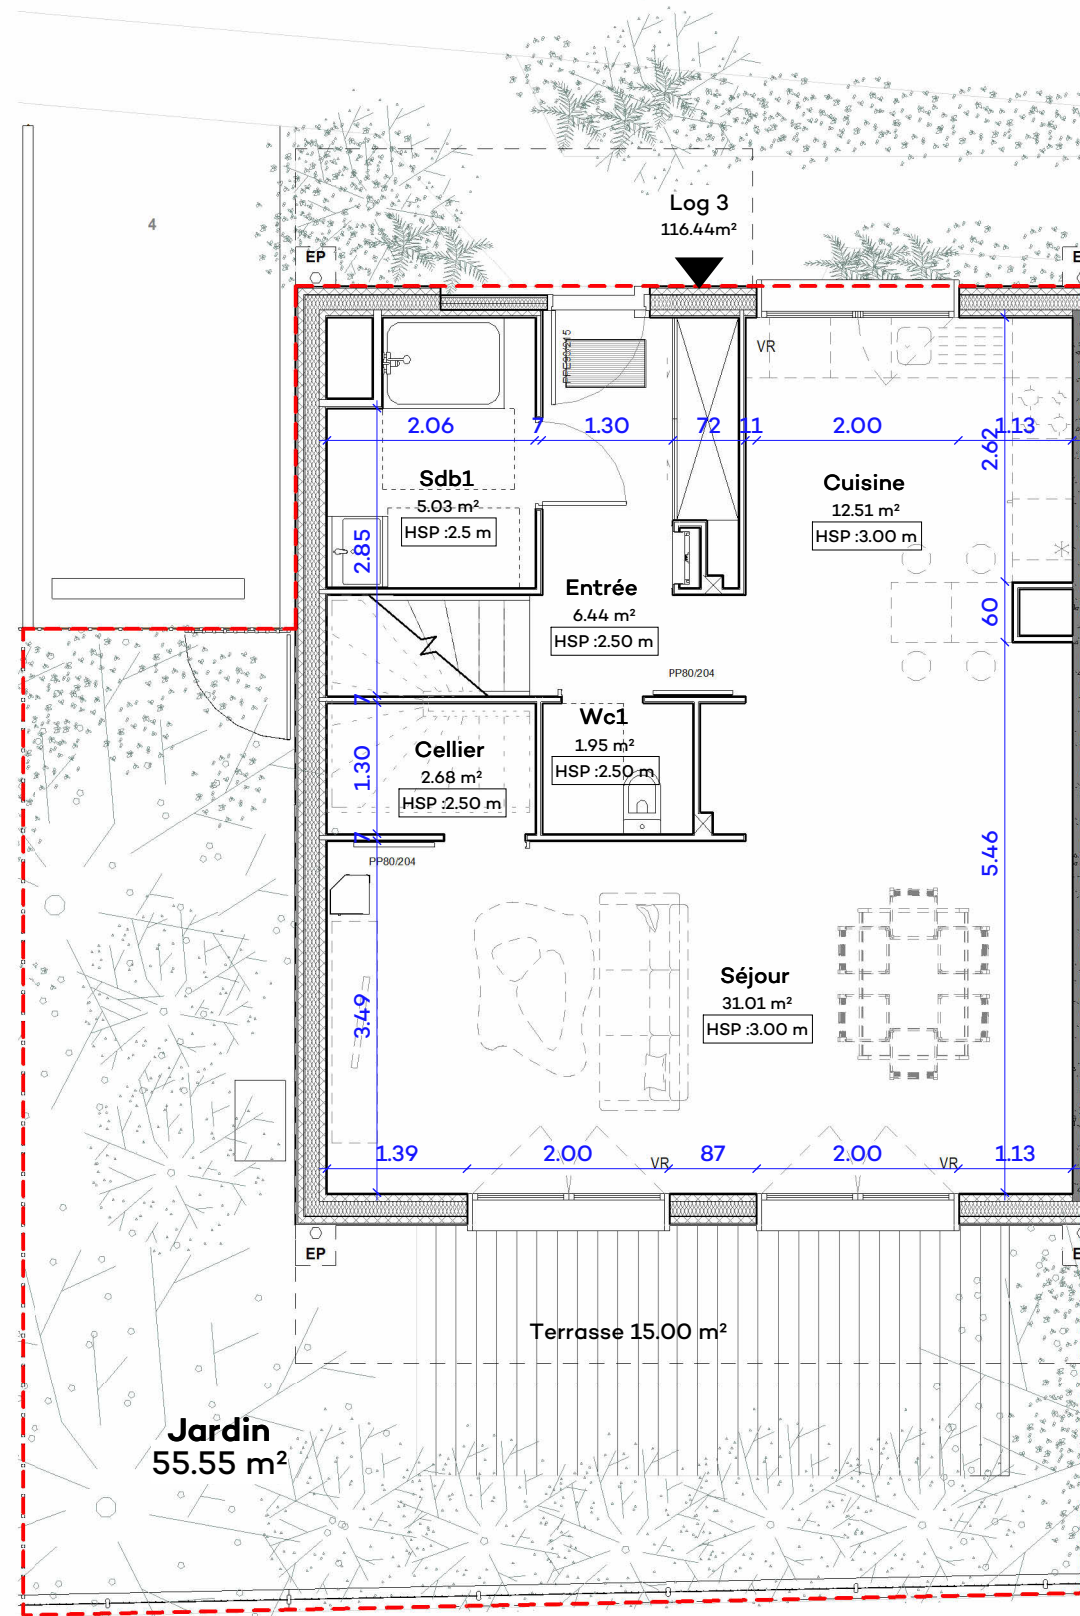 Log 3
116.44m²
4
EP
E
PPE93/215
VR
2.06
7
1.30
72
11
2.00
1.13
2.62
Sdb1
5.03 m²
HSP :2.5 m
Cuisine
12.51 m²
HSP :3.00 m
2.85
Entrée
6.44 m²
HSP :2.50 m
60
PP80/204
7
Wc1
1.95 m²
HSP :2.50 m
Cellier
2.68 m²
HSP :2.50 m
1.30
7
PP80/204
5.46
Séjour
31.01 m²
HSP :3.00 m
3.49
1.39
2.00
VR
87
2.00
VR
1.13
EP
E
Terrasse 15.00 m²
Jardin
55.55 m²